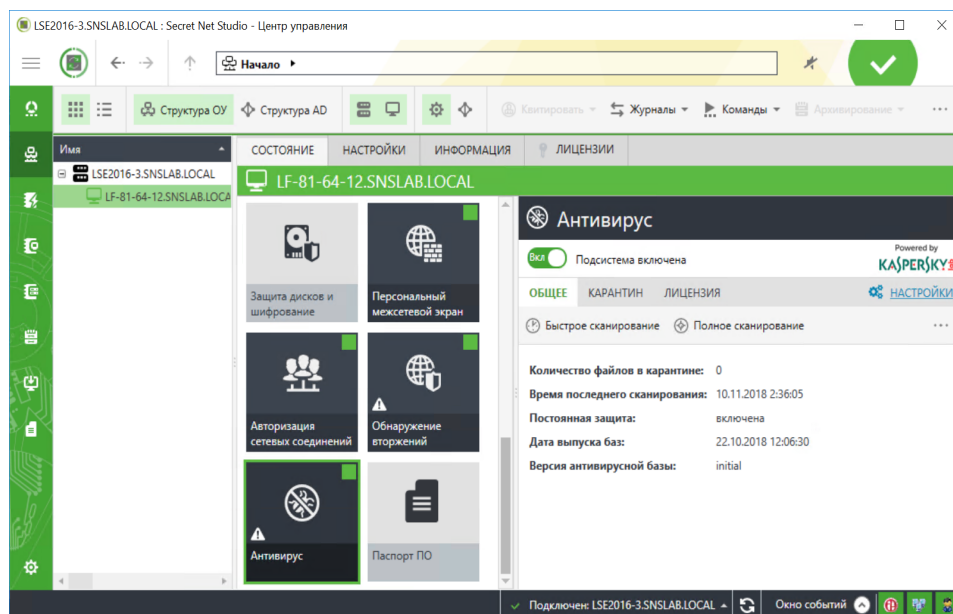 LSE2016-3.SNSLAB.LOCAL : Secret Net Studio - Центр управления
Начало
Структура ОУ
Структура AD
Квитировать
Журналы
Команды
Архивирование
Имя
LSE2016-3.SNSLAB.LOCAL
LF-81-64-12.SNSLAB.LOCA
СОСТОЯНИЕ
НАСТРОЙКИ
ИНФОРМАЦИЯ
ЛИЦЕНЗИИ
LF-81-64-12.SNSLAB.LOCAL
Защита дисков и
шифрование
Персональный
межсетевой экран
Авторизация
сетевых соединений
Обнаружение
вторжений
Антивирус
Паспорт ПО
Антивирус
Вкл
Подсистема включена
Powered by
KASPERSKY
ОБЩЕЕ
КАРАНТИН
ЛИЦЕНЗИЯ
НАСТРОЙКИ
Быстрое сканирование
Полное сканирование
Количество файлов в карантине: 0
Время последнего сканирования: 10.11.2018 2:36:05
Постоянная защита: включена
Дата выпуска баз: 22.10.2018 12:06:30
Версия антивирусной базы: initial
Подключен: LSE2016-3.SNSLAB.LOCAL
Окно событий